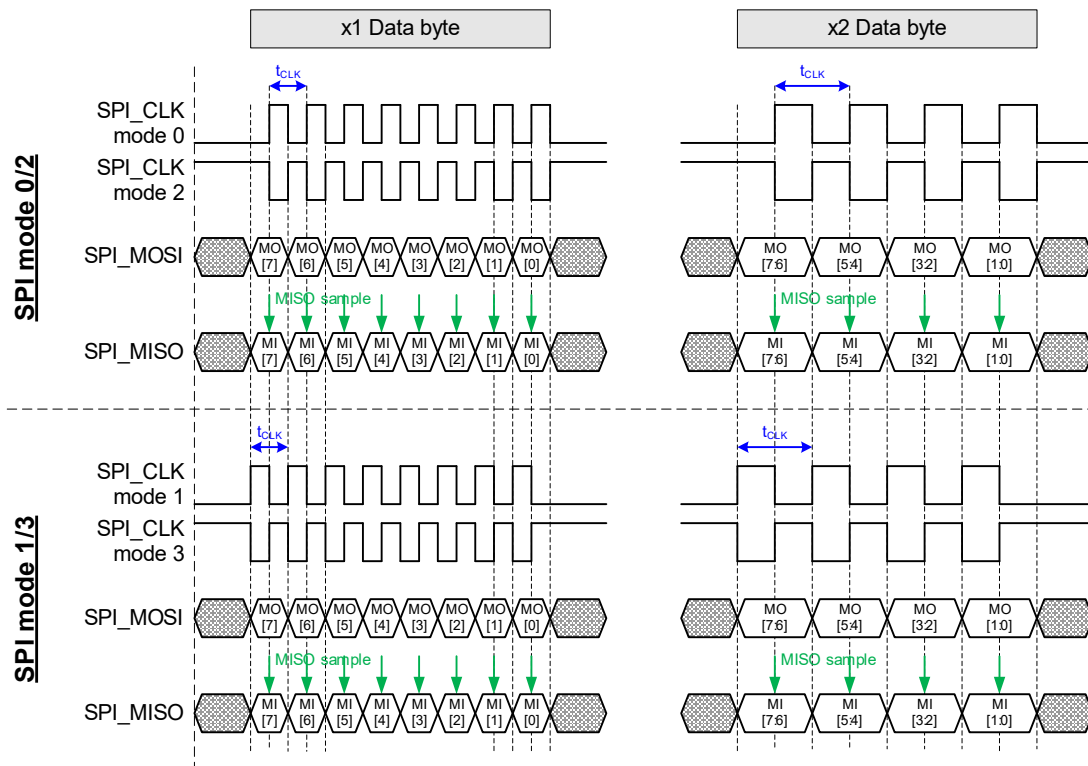 x1 Data byte
x2 Data byte
SPI mode 0/2
tCLK
tCLK
SPI_CLK
mode 0
SPI_CLK
mode 2
SPI_MOSI
MO MO MO MO MO MO MO MO
[7] [6] [5] [4] [3] [2] [1] [0]
MO MO MO MO
[7:6] [5:4] [3:2] [1:0]
MISO sample
MISO sample
SPI_MISO
MI MI MI MI MI MI MI MI
[7] [6] [5] [4] [3] [2] [1] [0]
MI MI MI MI
[7:6] [5:4] [3:2] [1:0]
SPI mode 1/3
tCLK
tCLK
SPI_CLK
mode 1
SPI_CLK
mode 3
SPI_MOSI
MO MO MO MO MO MO MO MO
[7] [6] [5] [4] [3] [2] [1] [0]
MO MO MO MO
[7:6] [5:4] [3:2] [1:0]
MISO sample
MISO sample
SPI_MISO
MI MI MI MI MI MI MI MI
[7] [6] [5] [4] [3] [2] [1] [0]
MI MI MI MI
[7:6] [5:4] [3:2] [1:0]